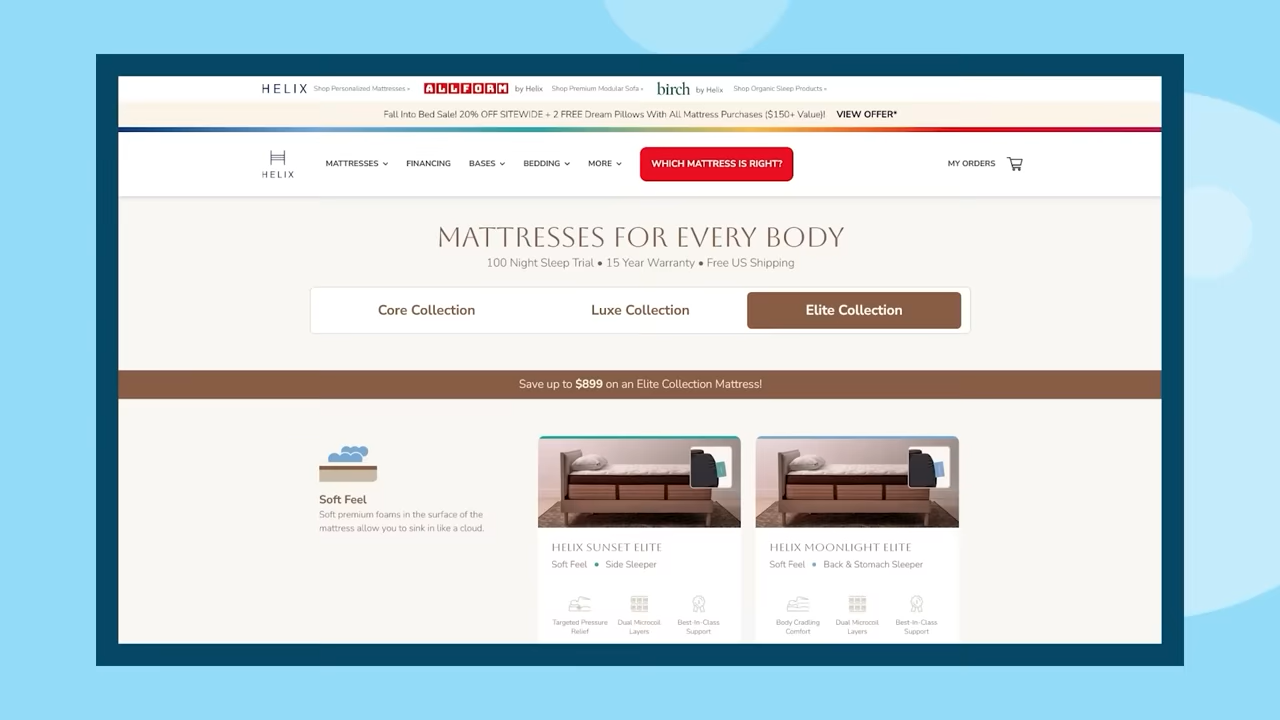 HELIX Shop Personalized Mattresses › ALLFORM by Helix Shop Premium Modular Sofa › birch by Helix Shop Organic Sleep Products ›
Fall Into Bed Sale! 20% OFF SITEWIDE + 2 FREE Dream Pillows With All Mattress Purchases ($150+ Value)! VIEW OFFER*
HELIX MATTRESSES FINANCING BASES BEDDING MORE WHICH MATTRESS IS RIGHT? MY ORDERS
MATTRESSES FOR EVERY BODY
100 Night Sleep Trial • 15 Year Warranty • Free US Shipping
Core Collection Luxe Collection Elite Collection
Save up to $899 on an Elite Collection Mattress!
Soft Feel
Soft premium foams in the surface of the
mattress allow you to sink in like a cloud.
HELIX SUNSET ELITE
Soft Feel • Side Sleeper
Targeted Pressure Relief
Dual Microcoil Layers
Best-In-Class Support
HELIX MOONLIGHT ELITE
Soft Feel • Back & Stomach Sleeper
Body Cradling Comfort
Dual Microcoil Layers
Best-In-Class Support